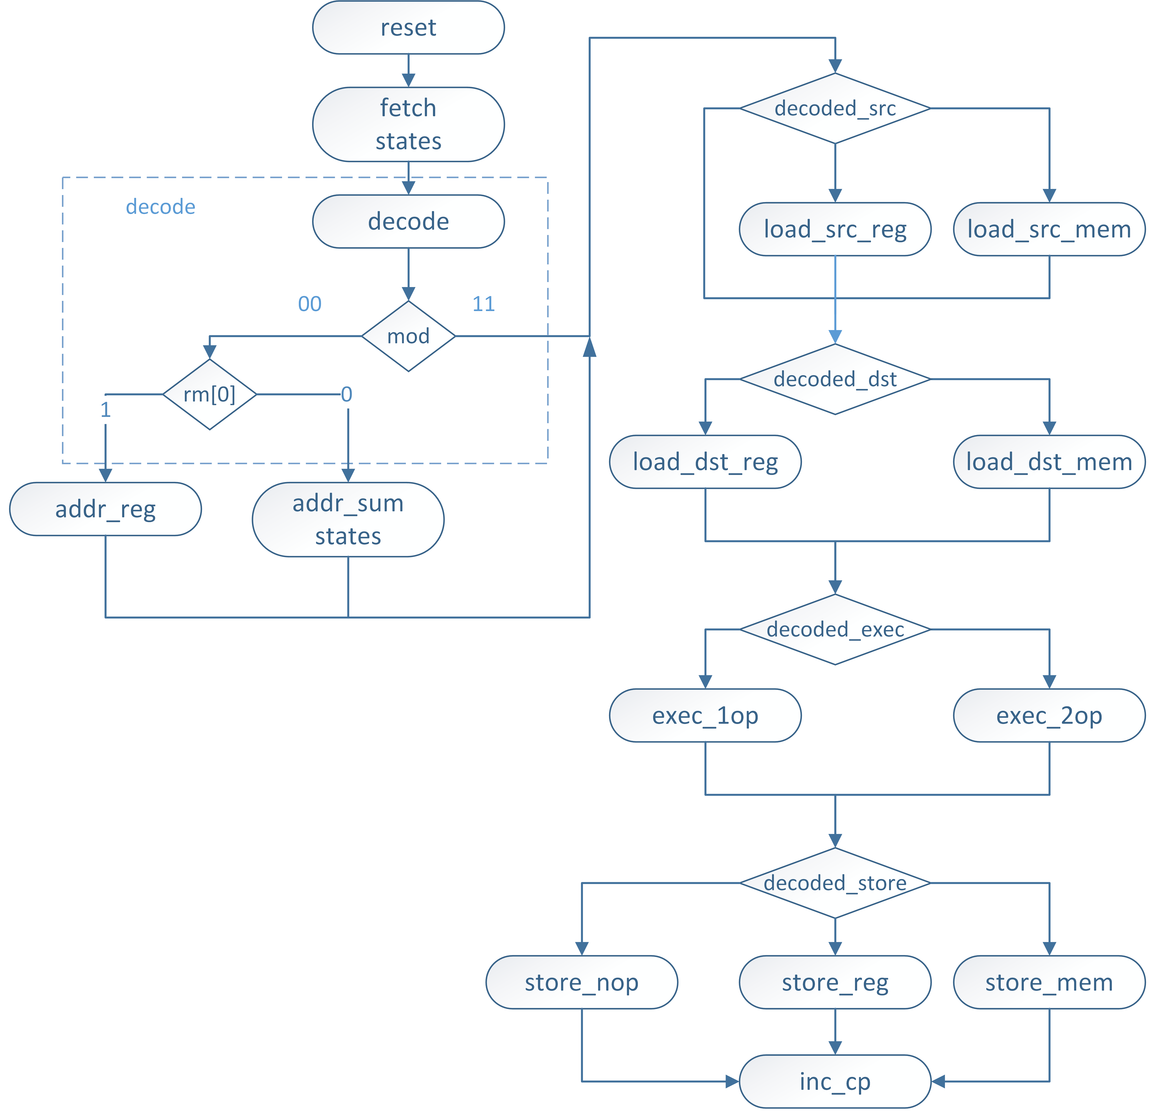 reset
fetch
states
decode
decode
00
11
mod
rm[0]
1
0
addr_reg
addr_sum
states
decoded_src
load_src_reg
load_src_mem
decoded_dst
load_dst_reg
load_dst_mem
decoded_exec
exec_1op
exec_2op
decoded_store
store_nop
store_reg
store_mem
inc_cp